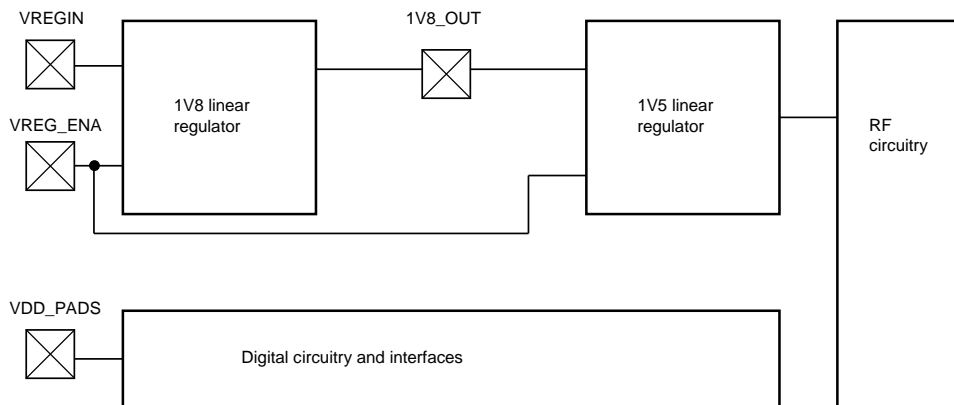 VREGIN
1V8_OUT
1V8 linear
regulator
1V5 linear
regulator
VREG_ENA
RF
circuitry
VDD_PADS
Digital circuitry and interfaces